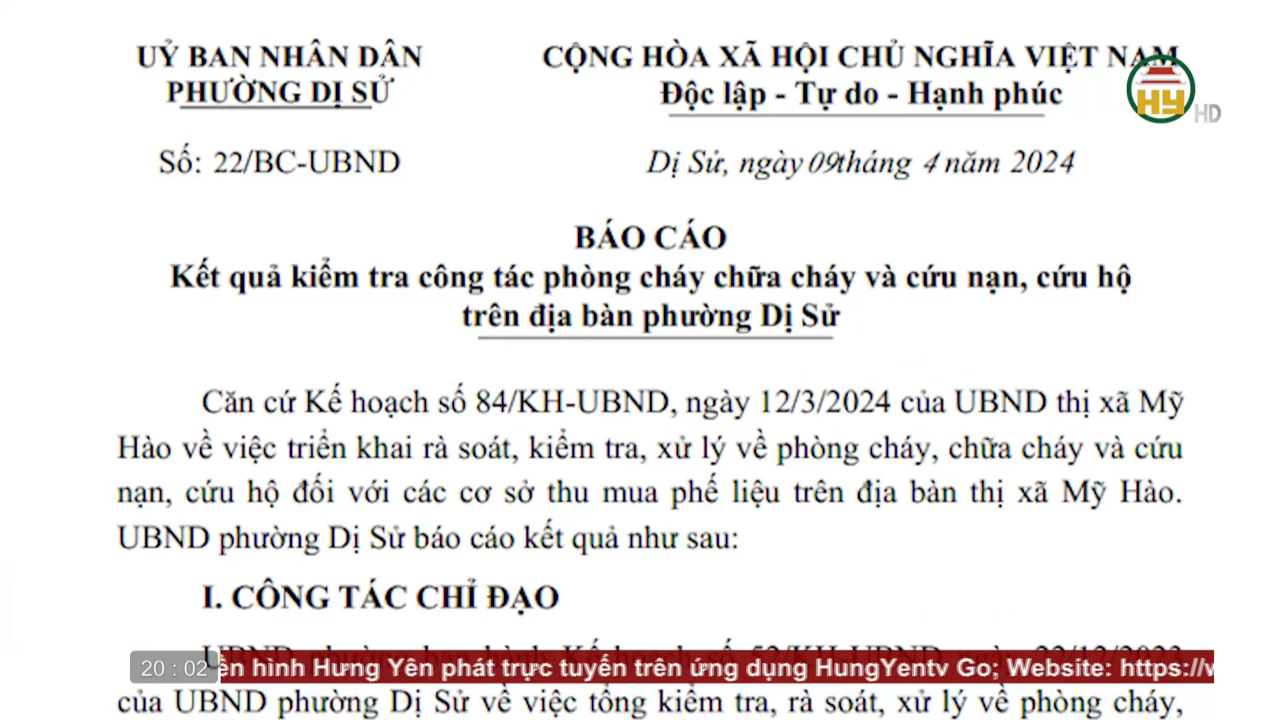 UỶ BAN NHÂN DÂN
PHƯỜNG DỊ SỬ
CỘNG HÒA XÃ HỘI CHỦ NGHĨA VIỆT NAM
Độc lập - Tự do - Hạnh phúc
HY HD
Số: 22/BC-UBND
Dị Sử, ngày 09 tháng 4 năm 2024
BÁO CÁO
Kết quả kiểm tra công tác phòng cháy chữa cháy và cứu nạn, cứu hộ
trên địa bàn phường Dị Sử
Căn cứ Kế hoạch số 84/KH-UBND, ngày 12/3/2024 của UBND thị xã Mỹ
Hào về việc triển khai rà soát, kiểm tra, xử lý về phòng cháy, chữa cháy và cứu
nạn, cứu hộ đối với các cơ sở thu mua phế liệu trên địa bàn thị xã Mỹ Hào.
UBND phường Dị Sử báo cáo kết quả như sau:
I. CÔNG TÁC CHỈ ĐẠO
20 : 02 ền hình Hưng Yên phát trực tuyến trên ứng dụng HungYentv Go; Website: https://v
của UBND phường Dị Sử về việc tổng kiểm tra, rà soát, xử lý về phòng cháy,